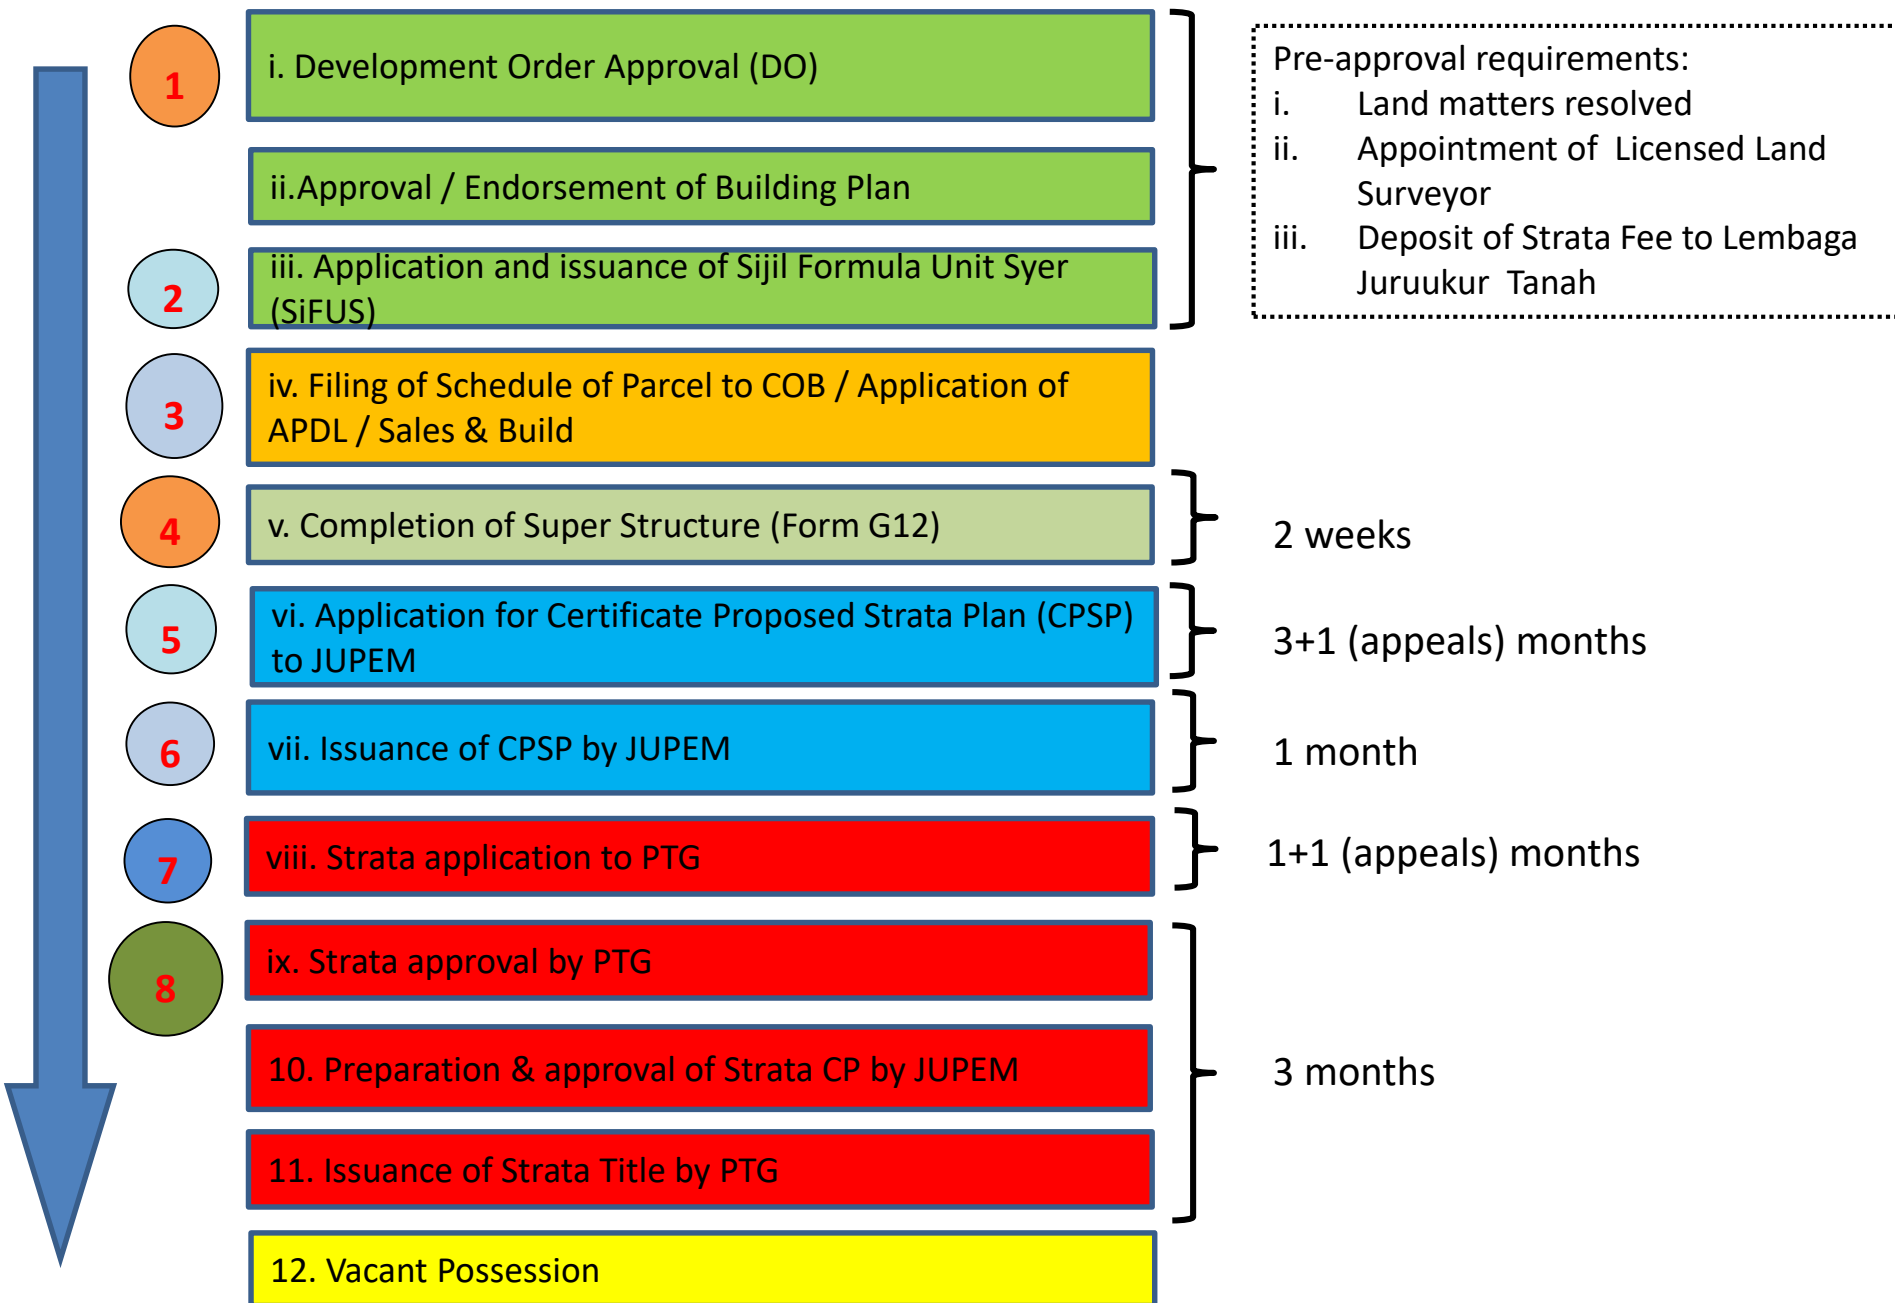 1
i. Development Order Approval (DO)
ii.Approval / Endorsement of Building Plan
2
iii. Application and issuance of Sijil Formula Unit Syer
(SiFUS)
Pre-approval requirements:
i. Land matters resolved
ii. Appointment of Licensed Land
Surveyor
iii. Deposit of Strata Fee to Lembaga
Juruukur Tanah
3
iv. Filing of Schedule of Parcel to COB / Application of
APDL / Sales & Build
4
v. Completion of Super Structure (Form G12)
2 weeks
5
vi. Application for Certificate Proposed Strata Plan (CPSP)
to JUPEM
3+1 (appeals) months
6
vii. Issuance of CPSP by JUPEM
1 month
7
viii. Strata application to PTG
1+1 (appeals) months
8
ix. Strata approval by PTG
10. Preparation & approval of Strata CP by JUPEM
3 months
11. Issuance of Strata Title by PTG
12. Vacant Possession